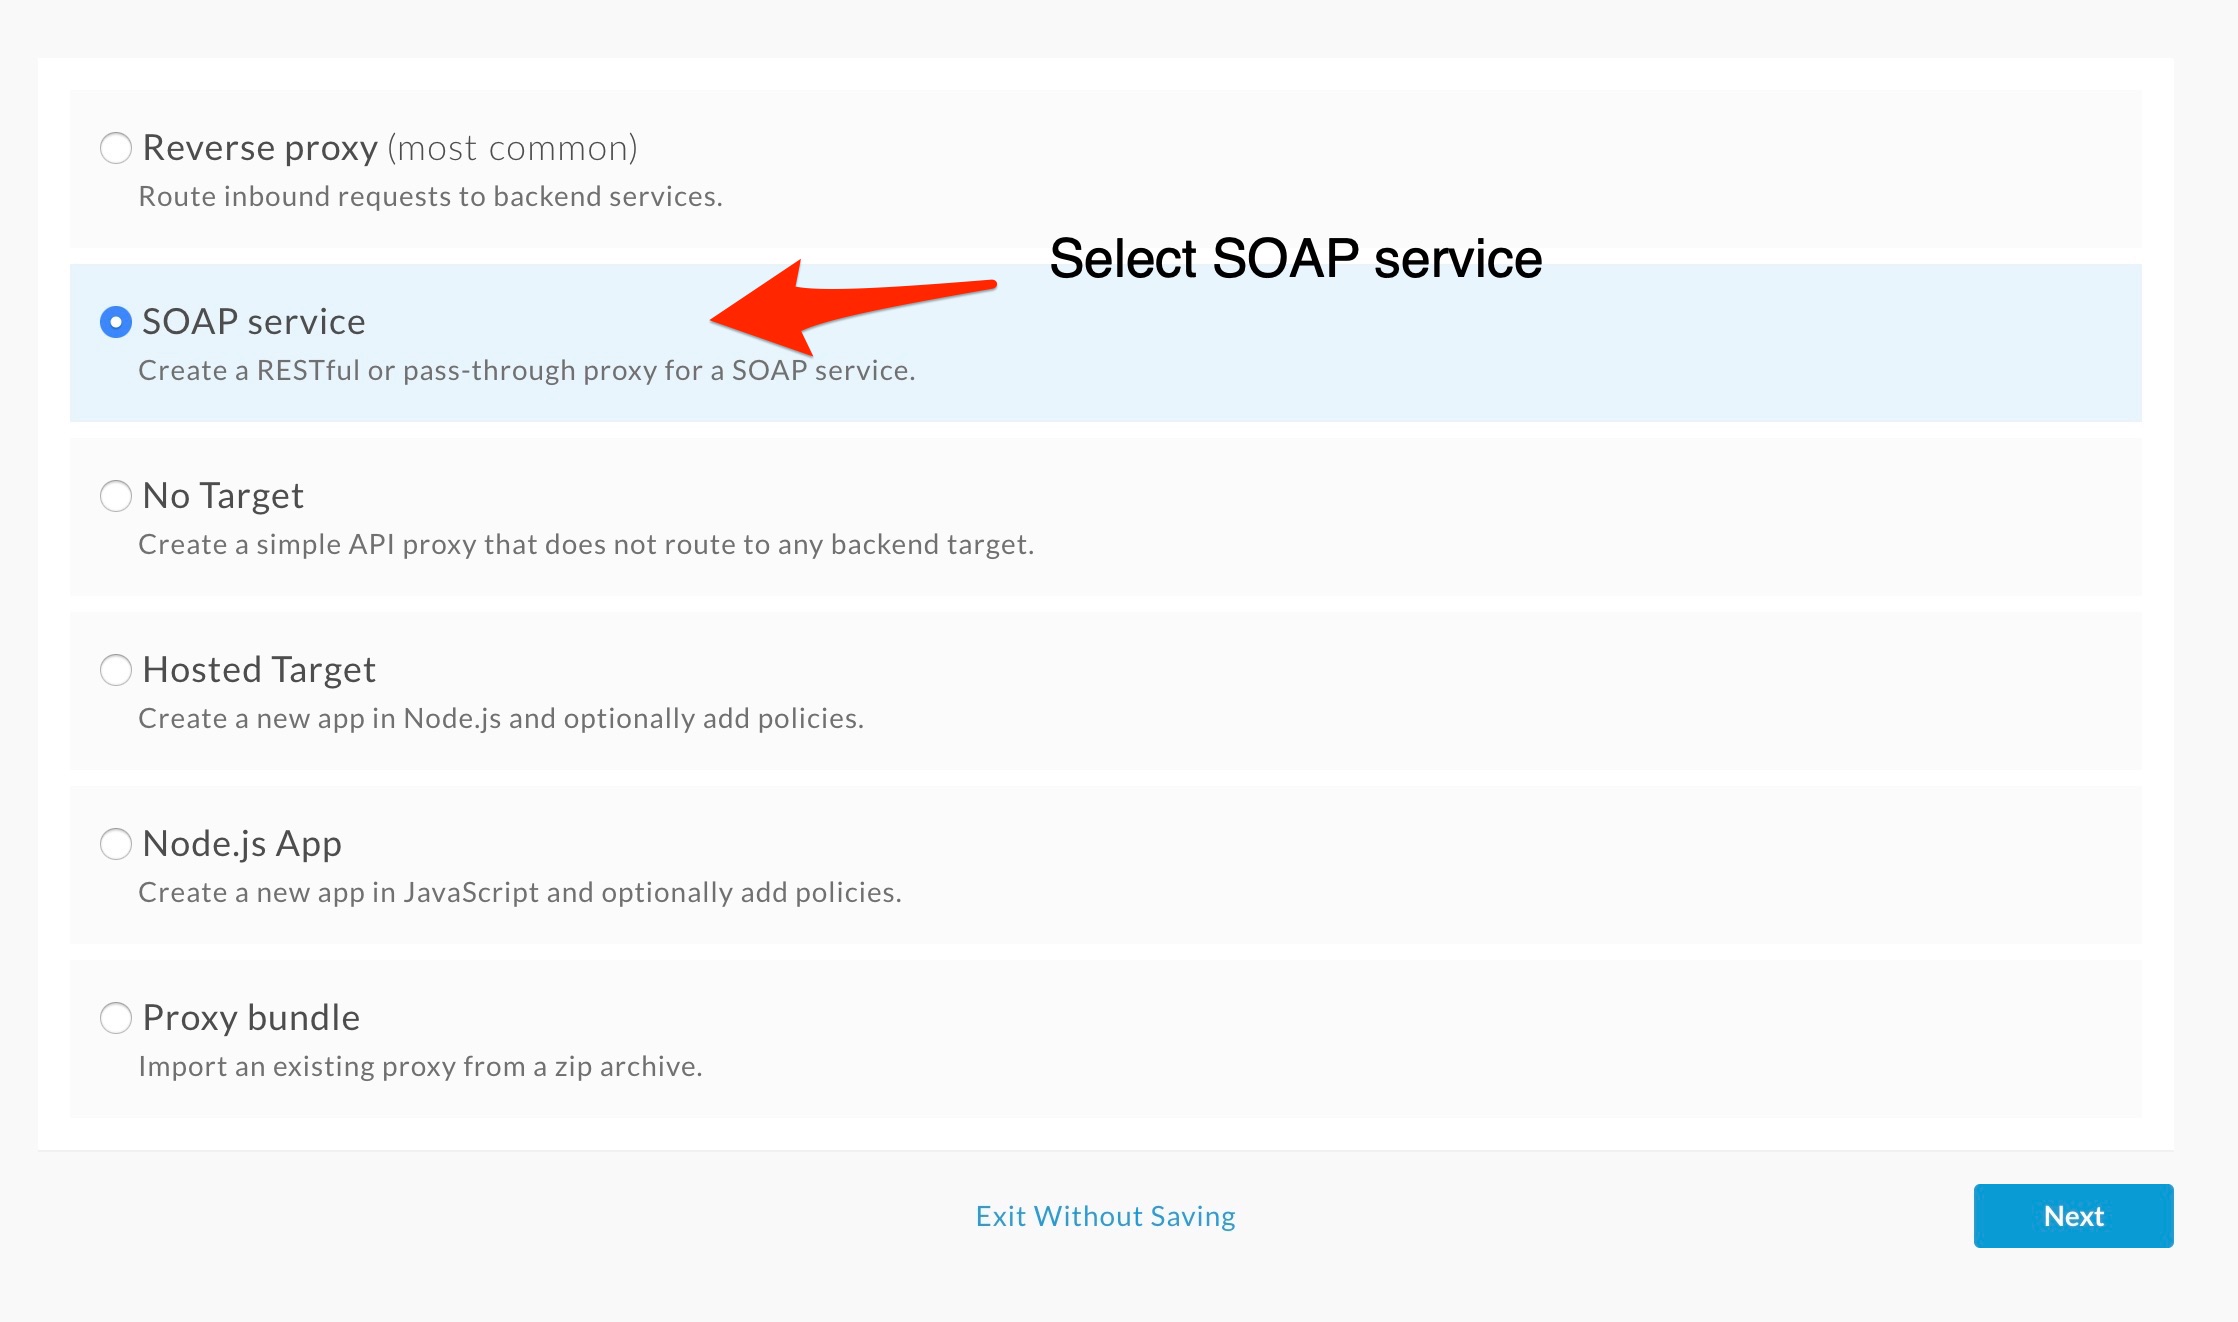 Reverse proxy (most common)
Route inbound requests to backend services.
Select SOAP service
SOAP service
Create a RESTful or pass-through proxy for a SOAP service.
No Target
Create a simple API proxy that does not route to any backend target.
Hosted Target
Create a new app in Node.js and optionally add policies.
Node.js App
Create a new app in JavaScript and optionally add policies.
Proxy bundle
Import an existing proxy from a zip archive.
Exit Without Saving
Next